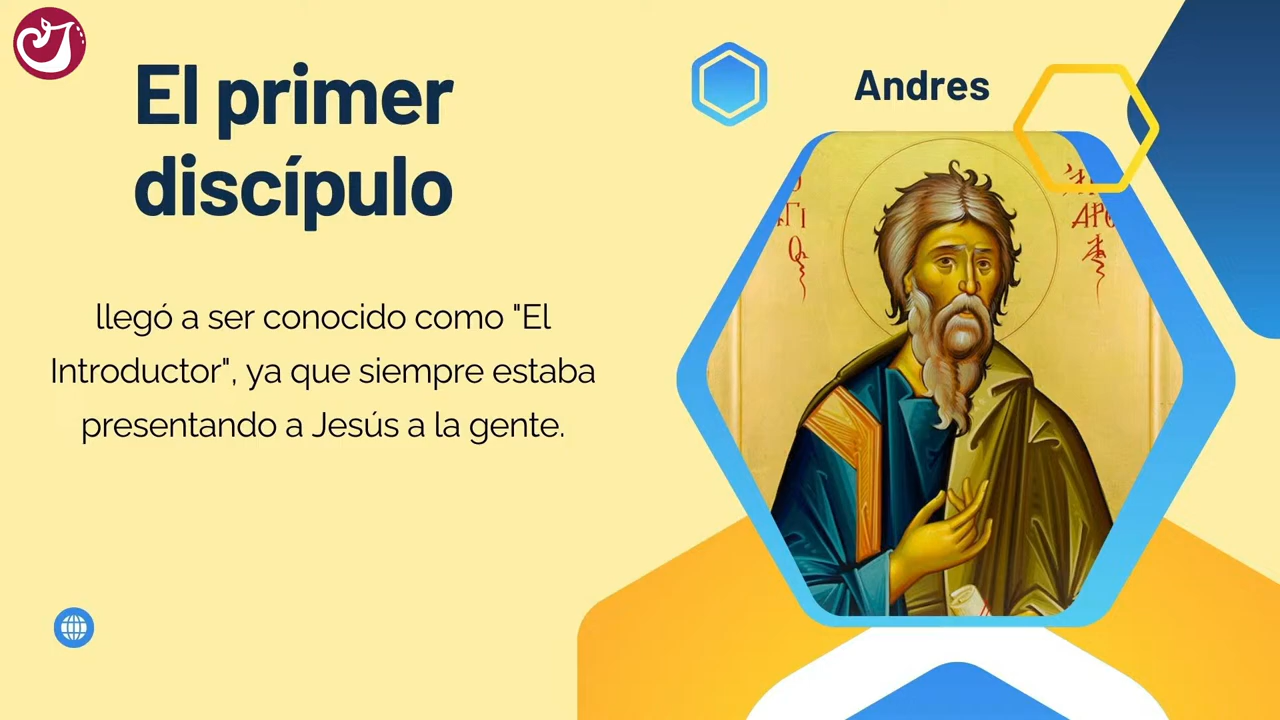 El primer
discípulo
llegó a ser conocido como "El
Introductor", ya que siempre estaba
presentando a Jesús a la gente.
Andres